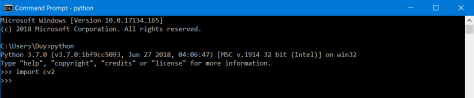 Command Prompt - python
Microsoft Windows [Version 10.0.17134.165]
(c) 2018 Microsoft Corporation. All rights reserved.
C:\Users\Duy>python
Python 3.7.0 (v3.7.0:1bf9cc5093, Jun 27 2018, 04:06:47) [MSC v.1914 32 bit (Intel)] on win32
Type "help", "copyright", "credits" or "license" for more information.
>>> import cv2
>>>